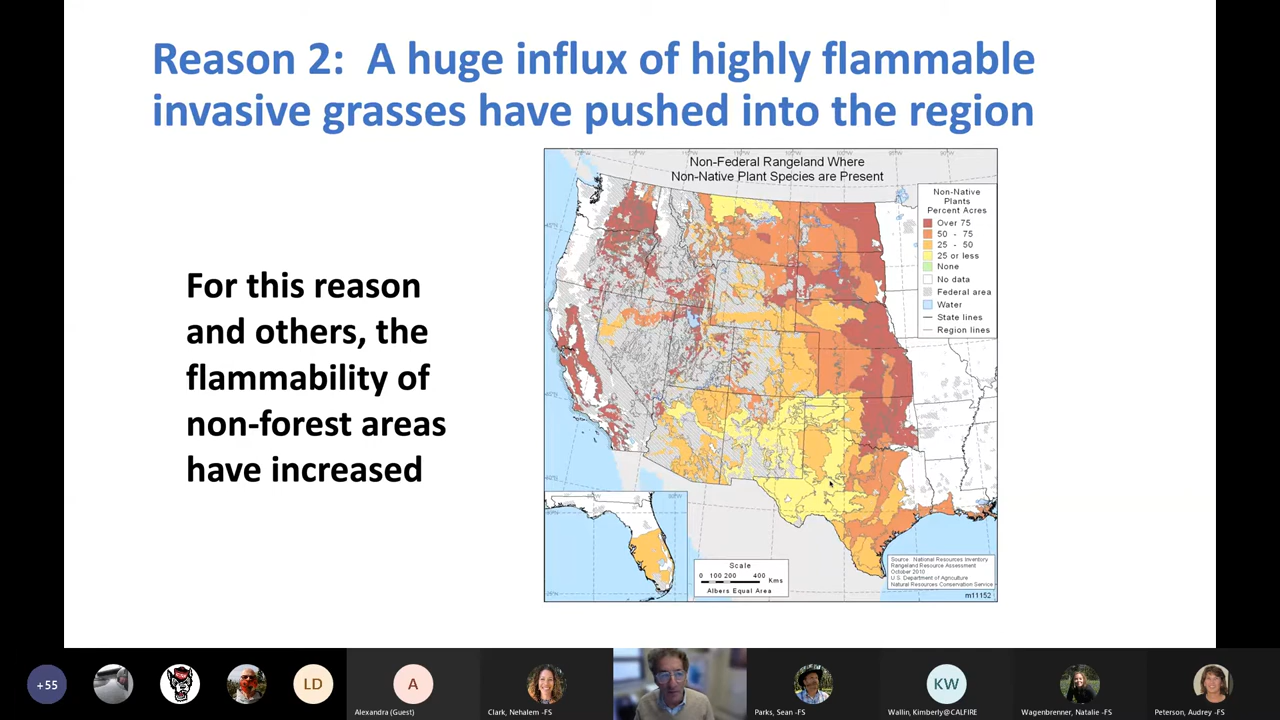 Reason 2: A huge influx of highly flammable
invasive grasses have pushed into the region
For this reason
and others, the
flammability of
non-forest areas
have increased
Non-Federal Rangeland Where
Non-Native Plant Species are Present
Non-Native
Plants
Percent Acres
Over 75
50 - 75
25 - 50
25 or less
None
No data
Federal area
Water
State lines
Region lines
Scale
0 100 200 400 Kms
Albers Equal Area
Source: National Resources Inventory
Rangeland Resource Assessment
October 2010
U.S. Department of Agriculture
Natural Resources Conservation Service
m11152
+55
LD
A
KW
Alexandra (Guest)
Clark, Nehalem -FS
Parks, Sean -FS
Wallin, Kimberly@CALFIRE
Wagenbrenner, Natalie -FS
Peterson, Audrey -FS